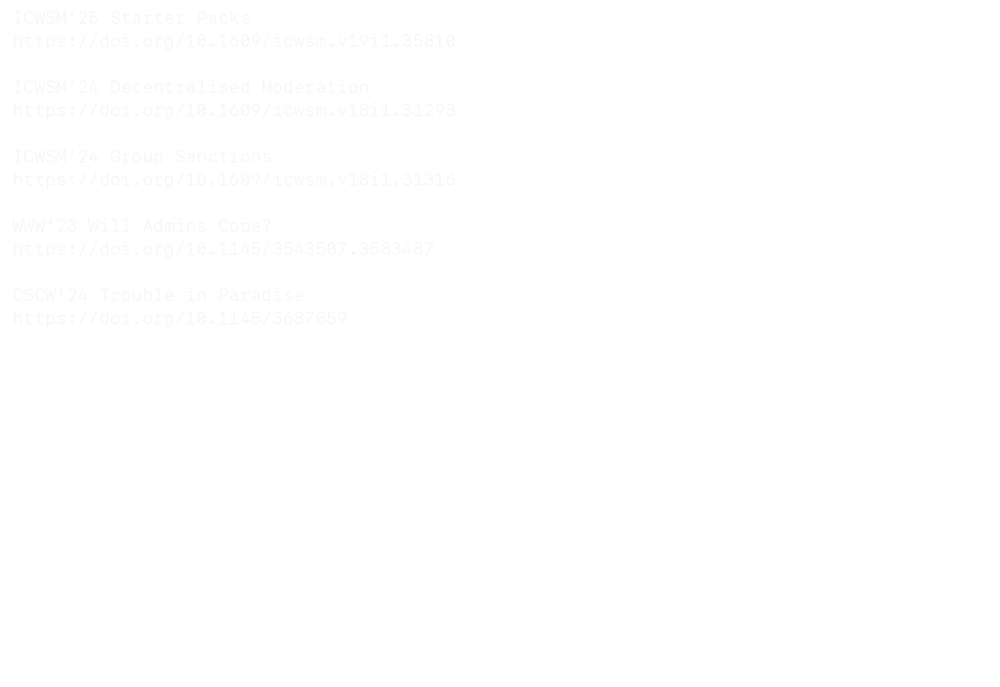 ICWSM’25 Starter Packs
https://doi.org/10.1609/icwsm.v19i1.35810
ICWSM’24 Decentralised Moderation
https://doi.org/10.1609/icwsm.v18i1.31293
ICWSM’24 Group Sanctions
https://doi.org/10.1609/icwsm.v18i1.31316
WWW’23 Will Admins Cope?
https://doi.org/10.1145/3543507.3583487
CSCW’24 Trouble in Paradise
https://doi.org/10.1145/3687059